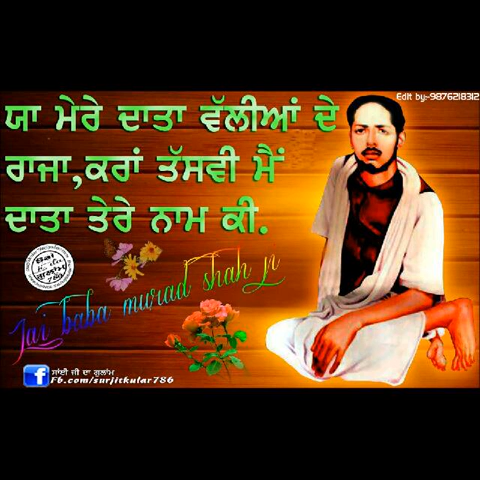 Edit by:-9876218312
ਯਾ ਮੇਰੇ ਦਾਤਾ ਵੱਲੀਆਂ ਦੇ
ਰਾਜਾ,ਕਰਾਂ ਤੱਸਵੀ ਮੈਂ
ਦਾਤਾ ਤੇਰੇ ਨਾਮ ਕੀ.
Jai baba murad shah ji
ਸਾਂਈ ਜੀ ਦਾ ਗੁਲਾਂਮ
Fb.com/surjitkular786